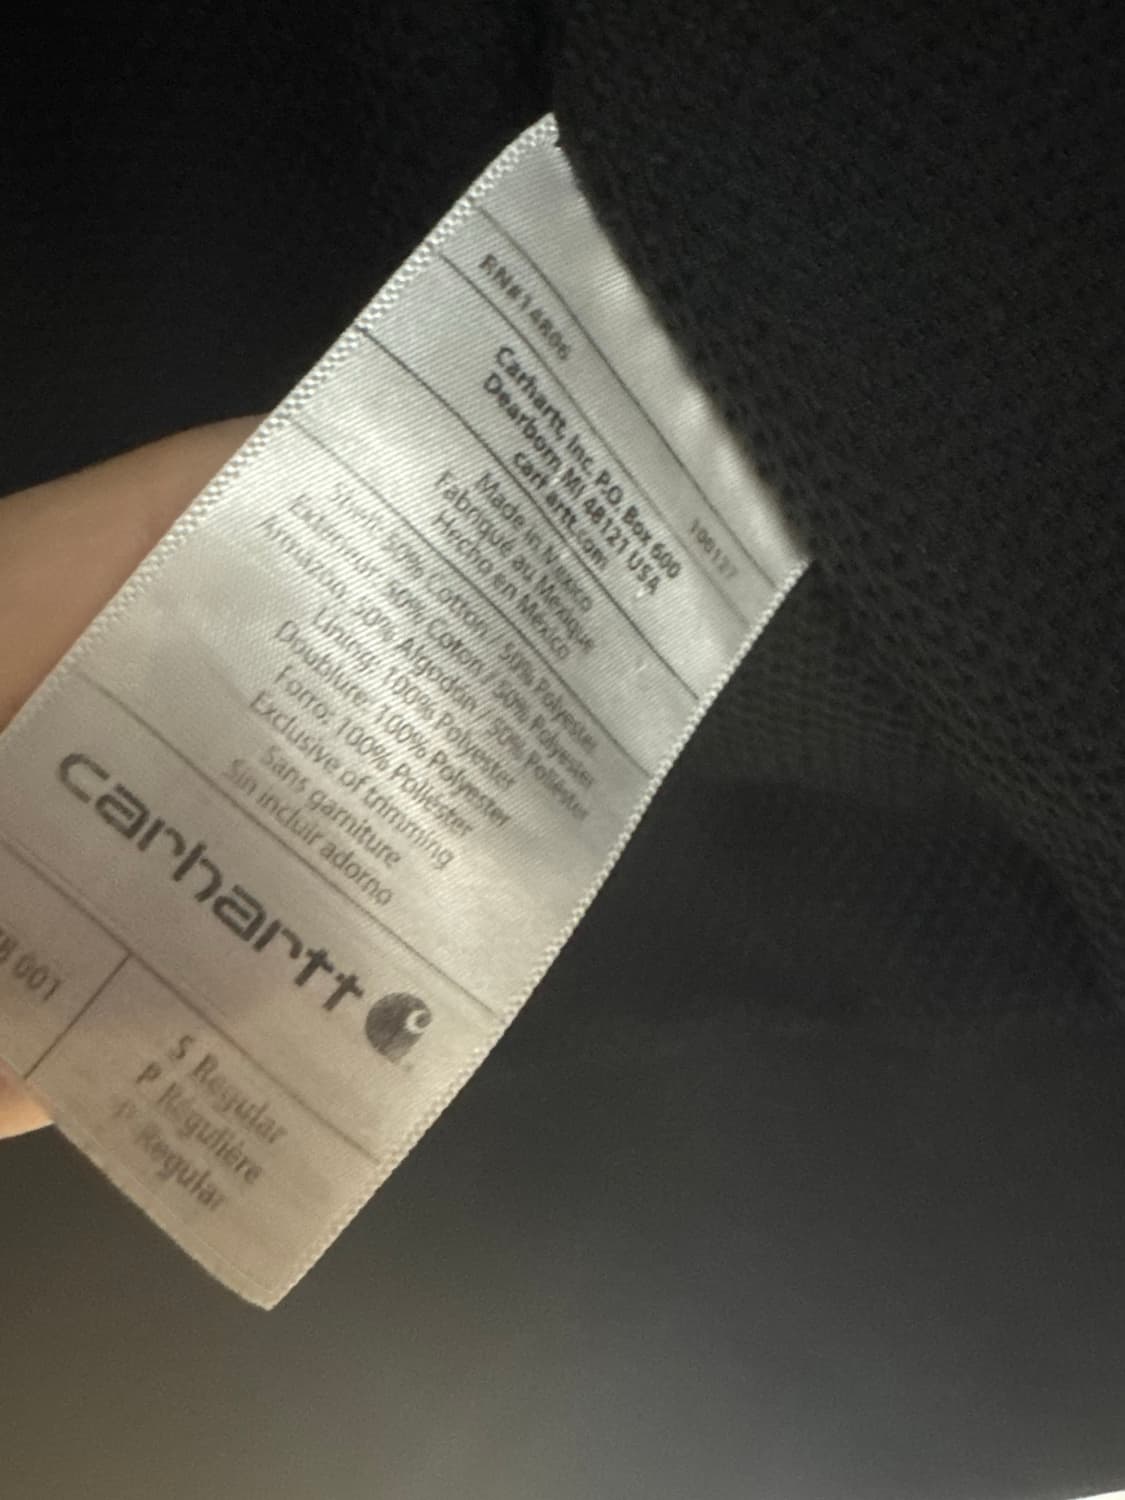 RN#14806
Carhartt, Inc. P.O. Box 600
Dearborn, MI 48121 USA
carhartt.com
Made in Mexico
Fabriqué au Mexique
Hecho en México
Shell: 50% Cotton // 50% Polyester
Extérieur: 50% Coton // 50% Polyester
Armazón: 50% Algodón // 50% Poliéster
Lining: 100% Polyester
Doublure: 100% Polyester
Forro: 100% Poliéster
Exclusive of trimming
Sans garniture
Sin incluir adorno
carhartt
001
S Regular
P Régulière
P Regular